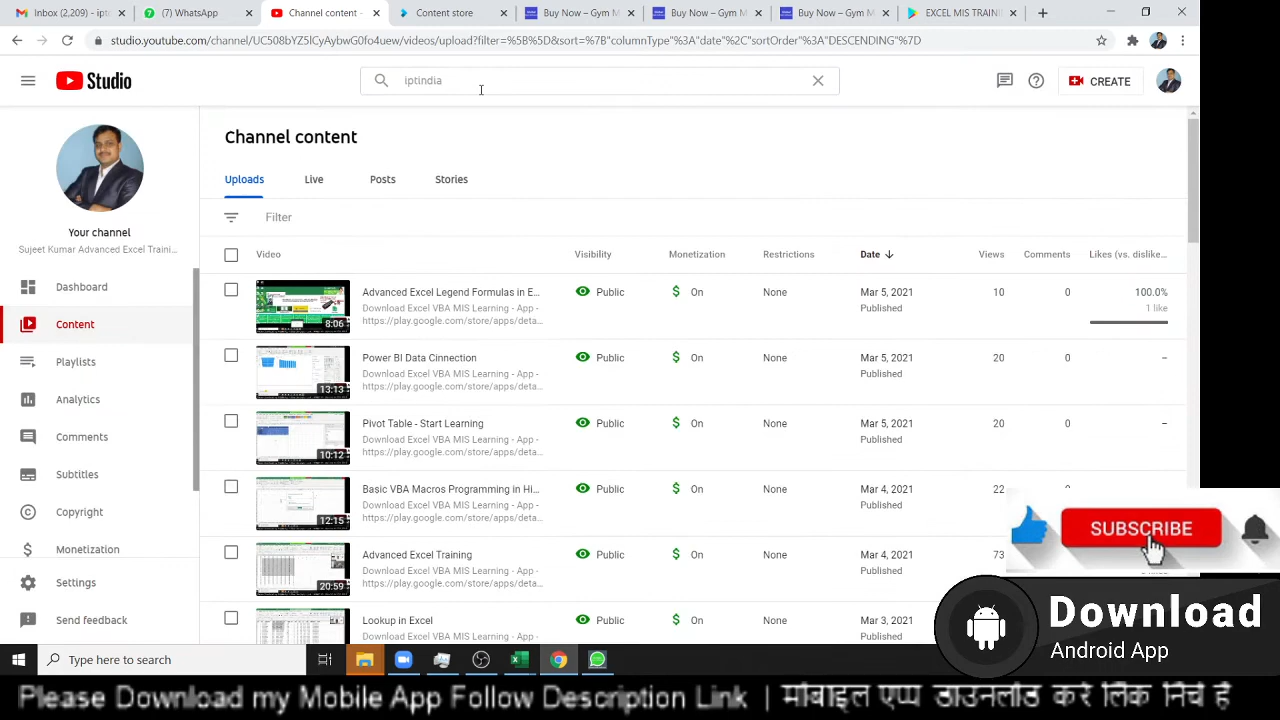 Inbox (2,209) - ipt
(7) WhatsApp
Channel content -
Content Store
Buy Now – Gym M
Buy Now – Gym M
Buy Now – Gym M
EXCEL MIS TRAINI
studio.youtube.com/channel/UC508bYZ5lCyAybwG0fo4uew/videos/upload?filter=%5B%5D&sort=%7B"columnType"%3A"date"%2C"sortOrder"%3A"DESCENDING"%7D
Studio
iptindia
CREATE
Channel content
Uploads Live Posts Stories
Filter
Your channel
Sujeet Kumar Advanced Excel Traini...
Dashboard
Content
Playlists
Analytics
Comments
Subtitles
Copyright
Monetization
Settings
Send feedback
Video Visibility Monetization Restrictions Date Views Comments Likes (vs. dislike...
8:06
Advanced Excel Legend Formulas in E...
Download Excel VBA MIS Learning - App -
https://play.google.com/store/apps/deta...
Public On None Mar 5, 2021 10 0 100.0%
Published 1 like
13:13
Power BI Data Cleaning
Download Excel VBA MIS Learning - App -
https://play.google.com/store/apps/deta...
Public On None Mar 5, 2021 20 0 –
Published
10:12
Pivot Table - Start Learning
Download Excel VBA MIS Learning - App -
https://play.google.com/store/apps/deta...
Public On None Mar 5, 2021 20 0 –
Published
12:15
Basic VBA Macros Programming in Hi...
Download Excel VBA MIS Learning - App -
https://play.google.com/store/apps/deta...
Public On None Mar 4, 2021 22
Published
20:59
Advanced Excel Training
Download Excel VBA MIS Learning - App -
https://play.google.com/store/apps/deta...
Public On None Mar 4, 2021 73
Published
Lookup in Excel
Download Excel VBA MIS Learning - App -
Public On None Mar 3, 2021
Published
SUBSCRIBE
Download
Android App
Type here to search
Please Download my Mobile App Follow Description Link | मोबाइल एप्प डाउनलोड करे लिंक निचे है